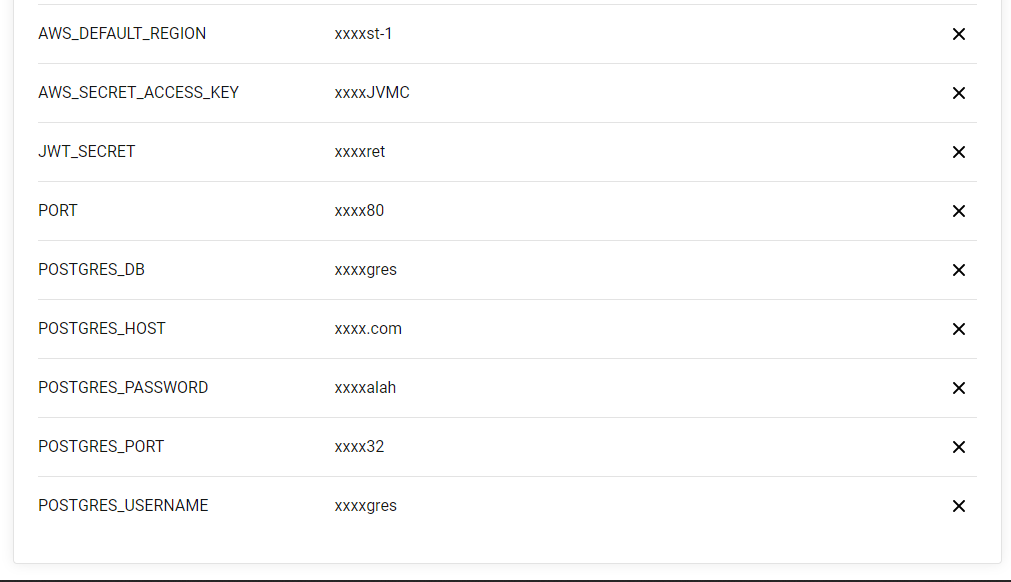 AWS_DEFAULT_REGION xxxxst-1
AWS_SECRET_ACCESS_KEY xxxxJVMC
JWT_SECRET xxxxret
PORT xxxx80
POSTGRES_DB xxxxgres
POSTGRES_HOST xxxx.com
POSTGRES_PASSWORD xxxxalah
POSTGRES_PORT xxxx32
POSTGRES_USERNAME xxxxgres